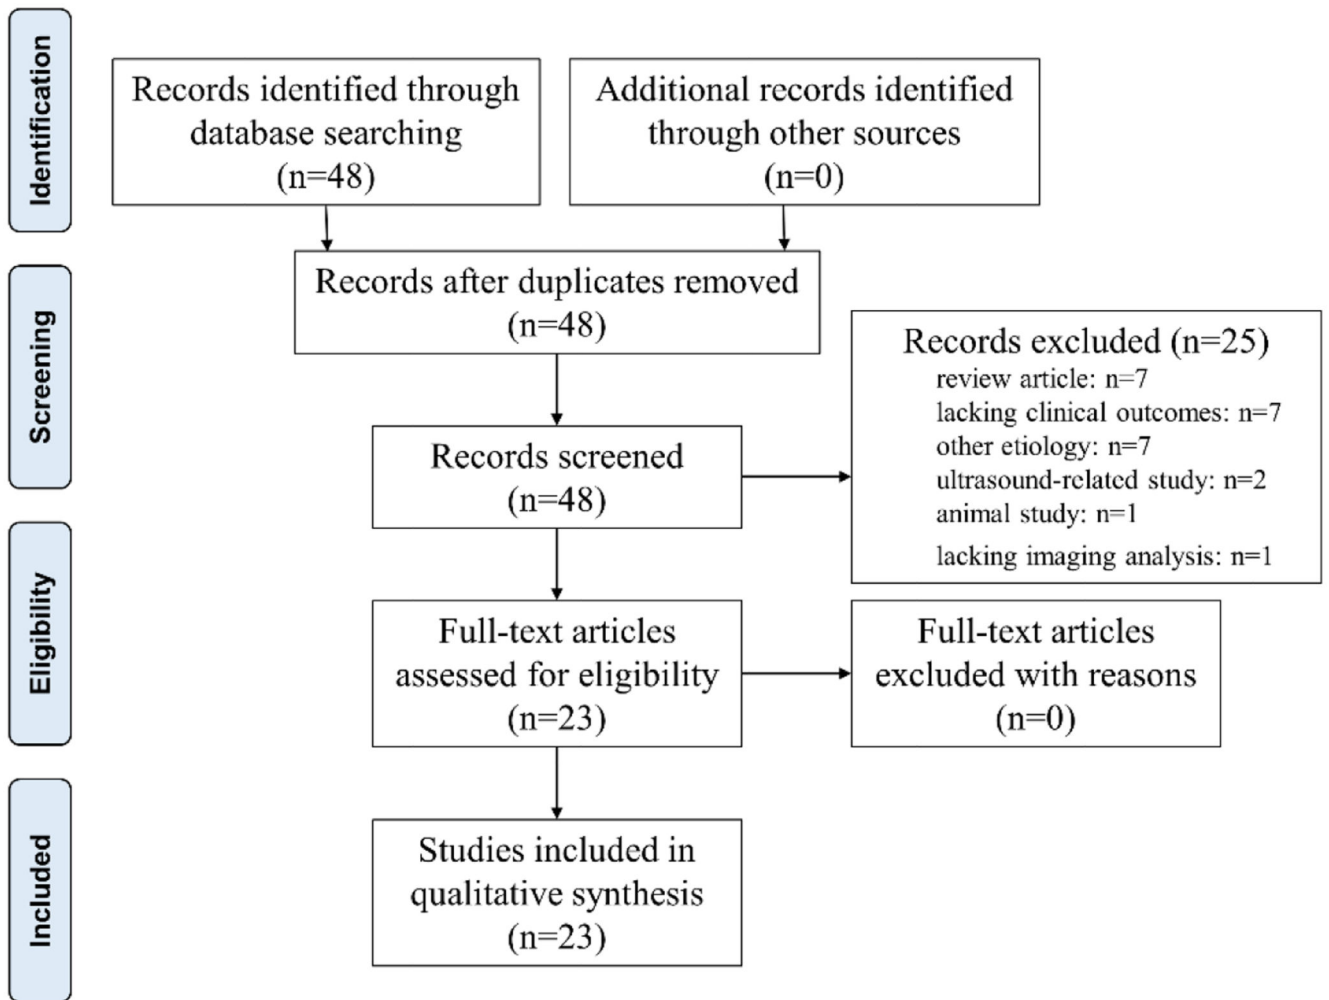 Identification
Records identified through
database searching
(n=48)
Additional records identified
through other sources
(n=0)
Screening
Records after duplicates removed
(n=48)
Records screened
(n=48)
Records excluded (n=25)
review article: n=7
lacking clinical outcomes: n=7
other etiology: n=7
ultrasound-related study: n=2
animal study: n=1
lacking imaging analysis: n=1
Eligibility
Full-text articles
assessed for eligibility
(n=23)
Full-text articles
excluded with reasons
(n=0)
Included
Studies included in
qualitative synthesis
(n=23)